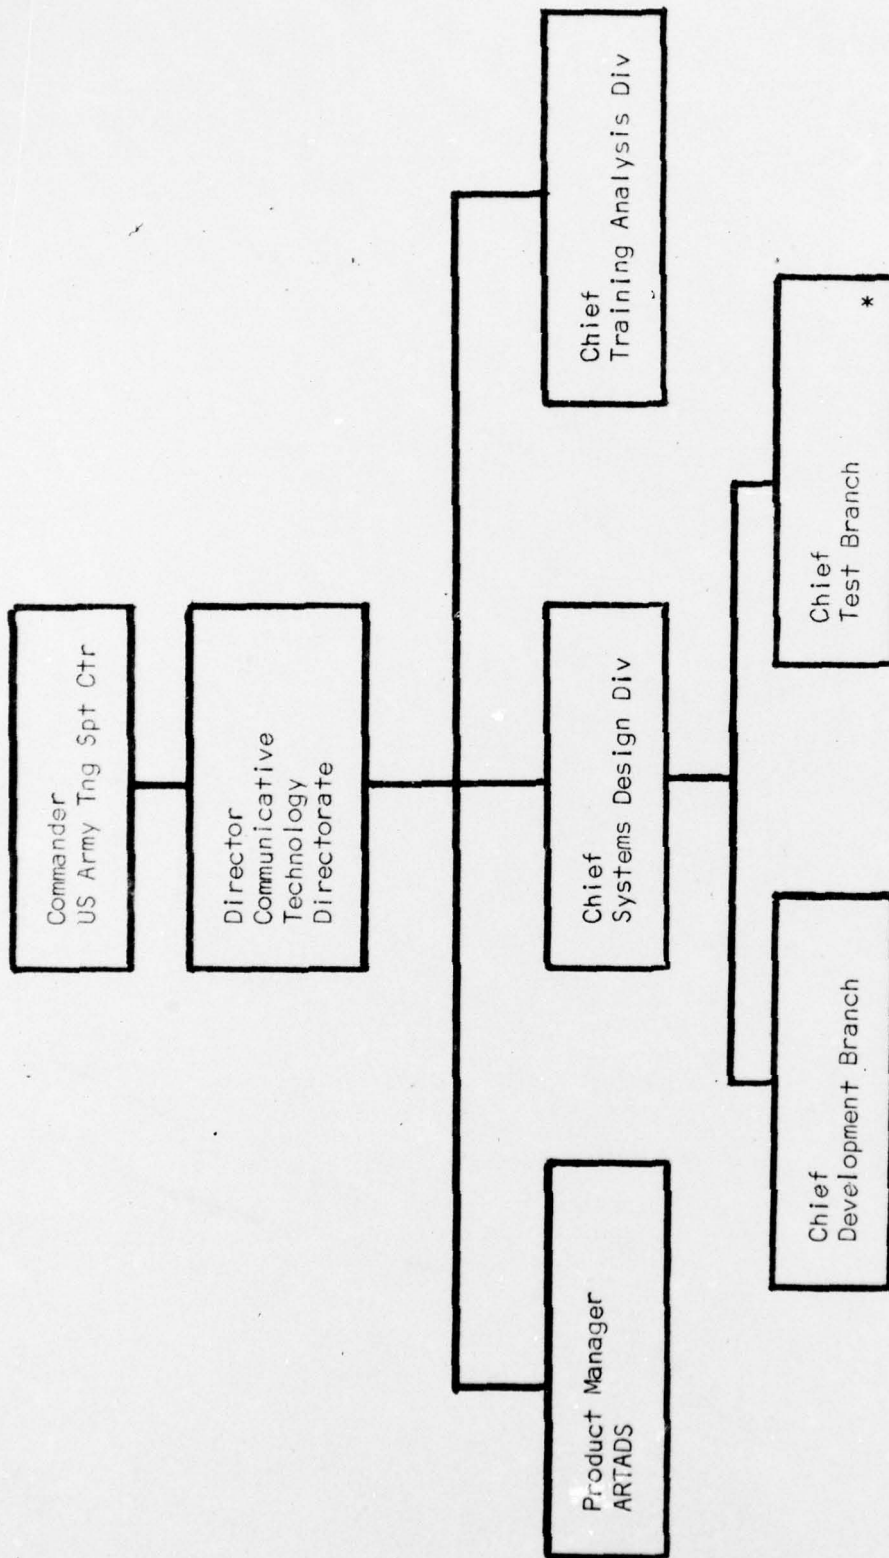 Commander
US Army Tng Spt Ctr
Director
Communicative
Technology
Directorate
Product Manager
ARTADS
Chief
Systems Design Div
Chief
Training Analysis Div
Chief
Development Branch
Chief
Test Branch
*